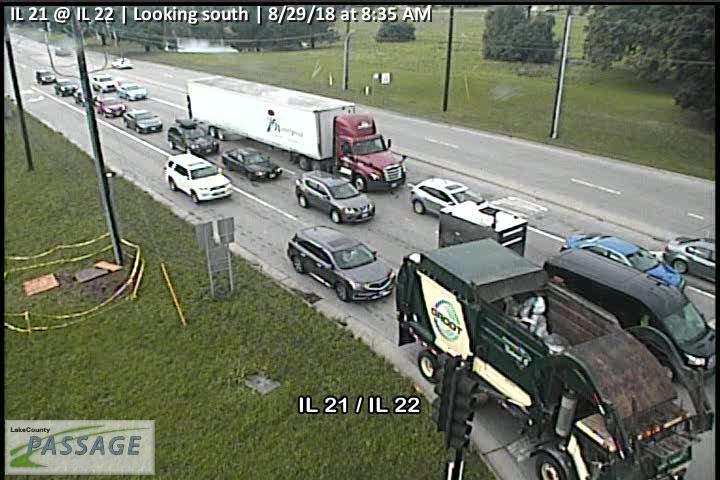 IL 21 @ IL 22 | Looking south | 8/29/18 at 8:35 AM
GROOT
IL 21 / IL 22
LakeCounty
PASSAGE